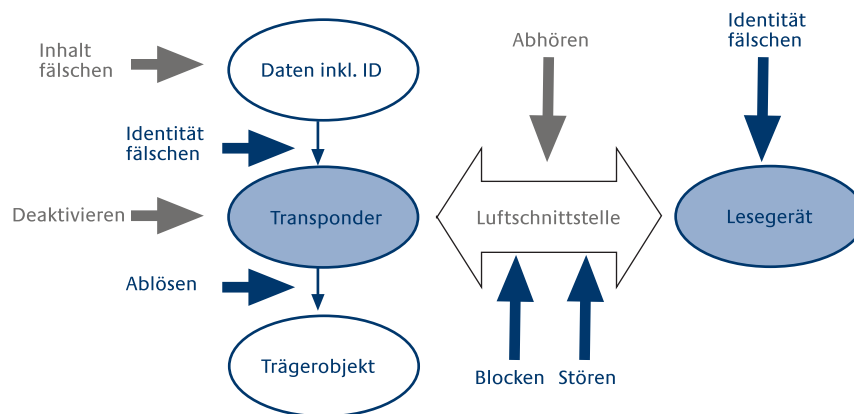 Inhalt
fälschen
Daten inkl. ID
Abhören
Identität
fälschen
Identität
fälschen
Deaktivieren
Transponder
Luftschnittstelle
Lesegerät
Ablösen
Trägerobjekt
Blocken
Stören